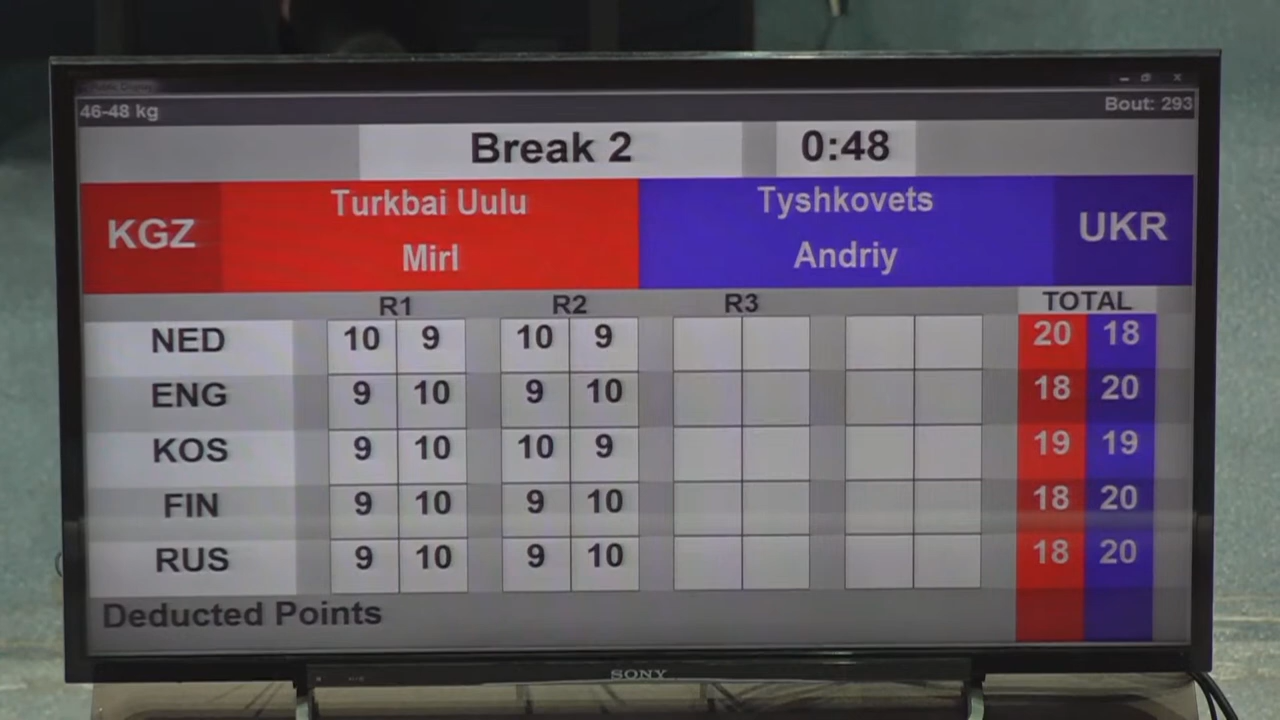 Public Display
46-48 kg Bout: 293
Break 2 0:48
KGZ Turkbai Uulu Mirl Tyshkovets Andriy UKR
R1 R2 R3 TOTAL
NED 10 9 10 9 20 18
ENG 9 10 9 10 18 20
KOS 9 10 10 9 19 19
FIN 9 10 9 10 18 20
RUS 9 10 9 10 18 20
Deducted Points
SONY